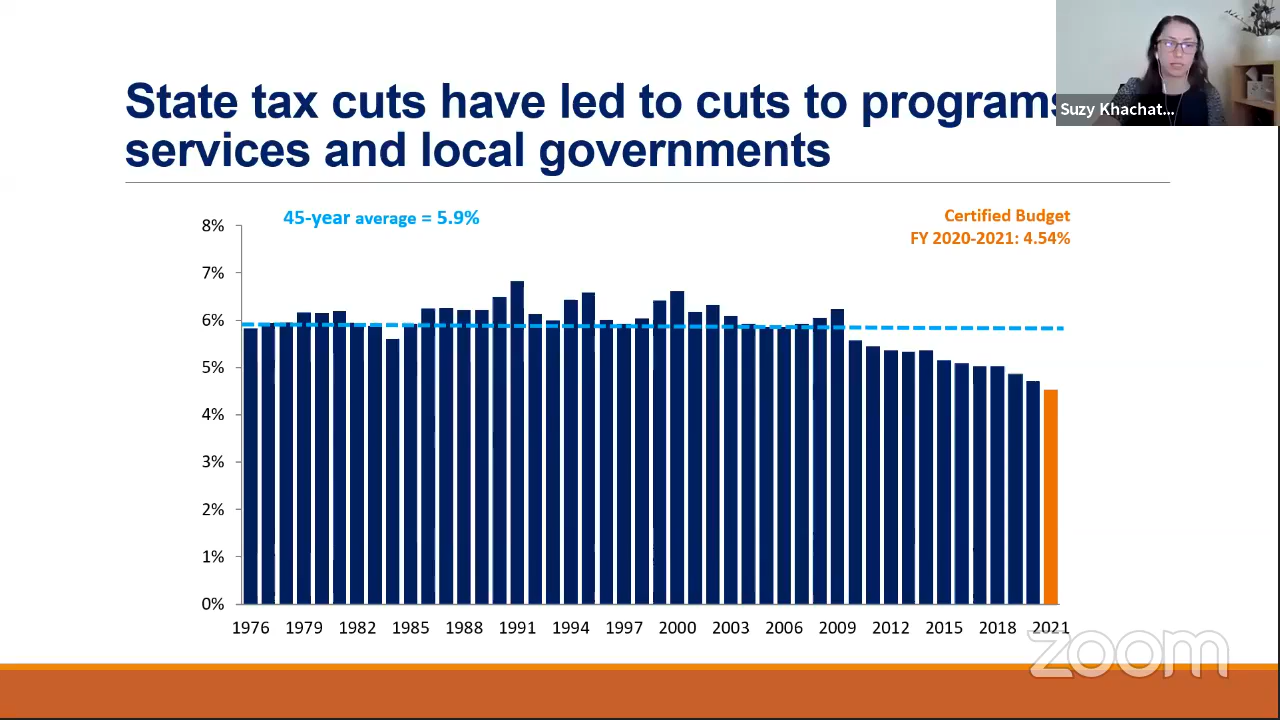 State tax cuts have led to cuts to programs
services and local governments
Suzy Khachat...
45-year average = 5.9%
Certified Budget
FY 2020-2021: 4.54%
8%
7%
6%
5%
4%
3%
2%
1%
0%
1976 1979 1982 1985 1988 1991 1994 1997 2000 2003 2006 2009 2012 2015 2018 2021
zoom